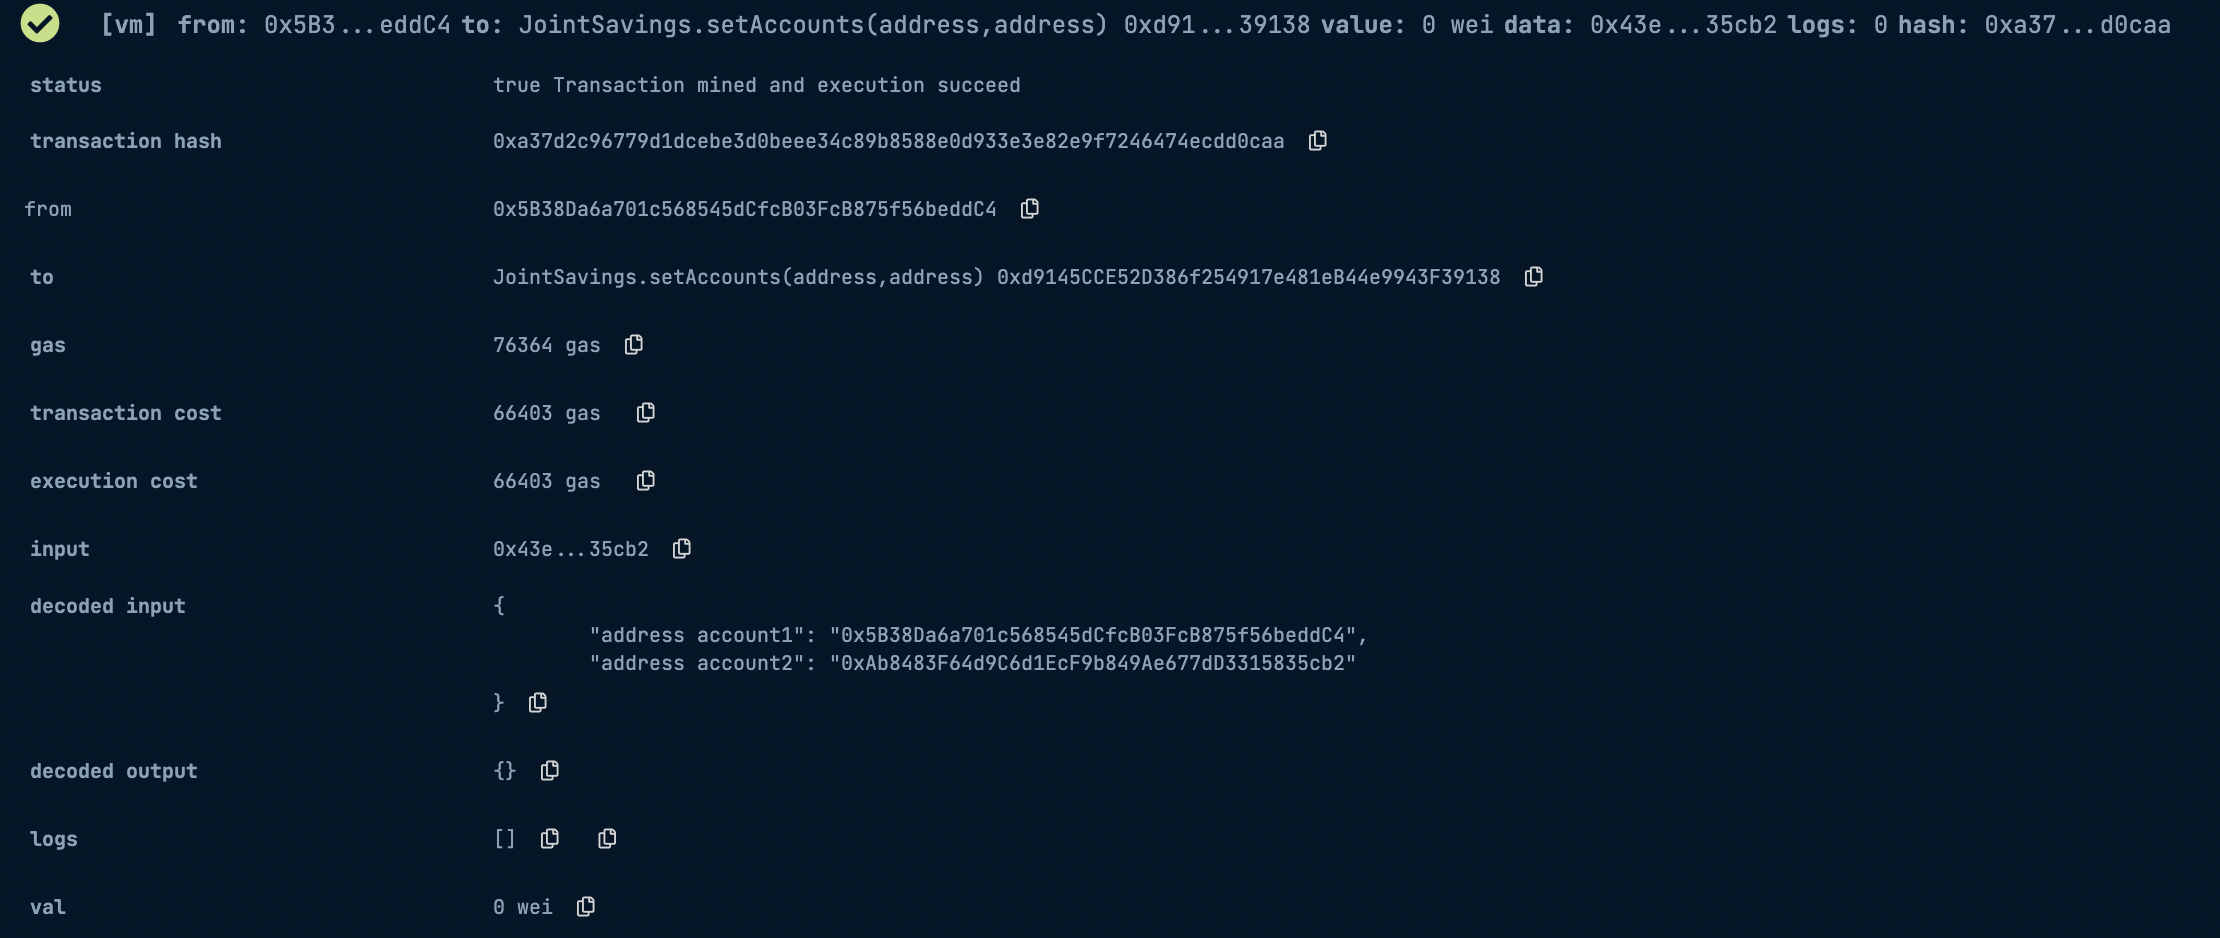 [vm] from: 0x5B3...eddC4 to: JointSavings.setAccounts(address,address) 0xd91...39138 value: 0 wei data: 0x43e...35cb2 logs: 0 hash: 0xa37...d0caa
status true Transaction mined and execution succeed
transaction hash 0xa37d2c96779d1dcebe3d0beee34c89b8588e0d933e3e82e9f7246474ecdd0caa
from 0x5B38Da6a701c568545dCfcB03FcB875f56beddC4
to JointSavings.setAccounts(address,address) 0xd9145CCE52D386f254917e481eB44e9943F39138
gas 76364 gas
transaction cost 66403 gas
execution cost 66403 gas
input 0x43e...35cb2
decoded input {
"address account1": "0x5B38Da6a701c568545dCfcB03FcB875f56beddC4",
"address account2": "0xAb8483F64d9C6d1EcF9b849Ae677dD3315835cb2"
}
decoded output {}
logs []
val 0 wei